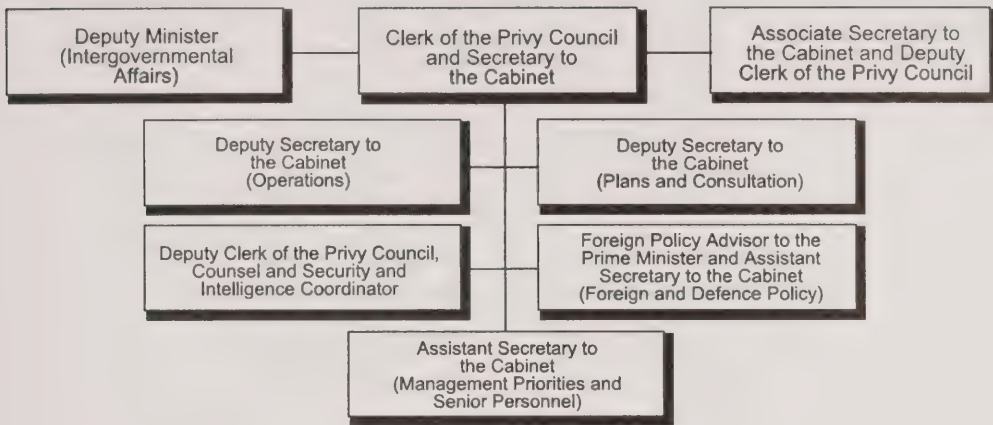 Deputy Minister
(Intergovernmental
Affairs)
Clerk of the Privy Council
and Secretary to
the Cabinet
Associate Secretary to
the Cabinet and Deputy
Clerk of the Privy Council
Deputy Secretary to
the Cabinet
(Operations)
Deputy Secretary to
the Cabinet
(Plans and Consultation)
Deputy Clerk of the Privy Council,
Counsel and Security and
Intelligence Coordinator
Foreign Policy Advisor to the
Prime Minister and Assistant
Secretary to the Cabinet
(Foreign and Defence Policy)
Assistant Secretary to
the Cabinet
(Management Priorities and
Senior Personnel)